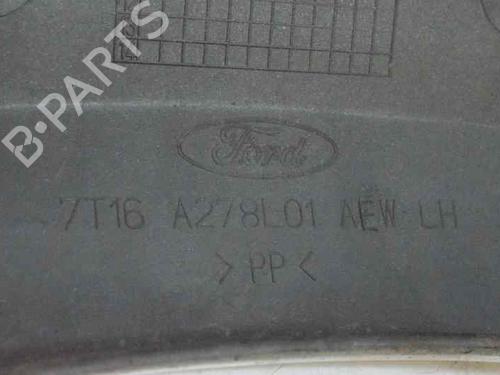 B-PARTS
Ford
7T16 A278L01 AEW LH
>PP<